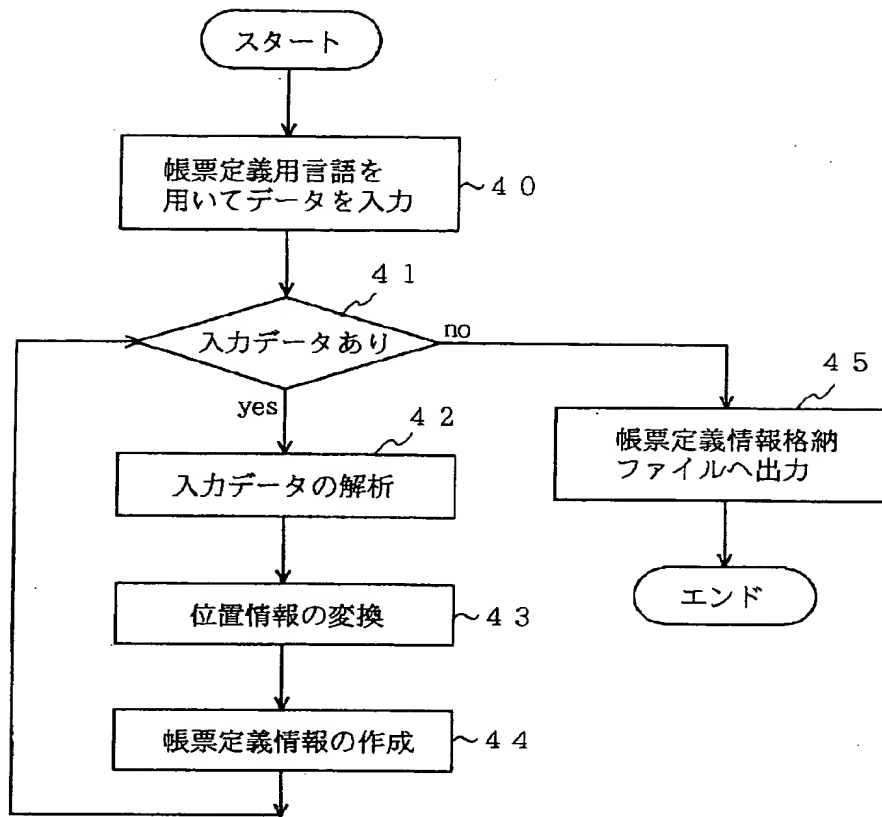 スタート
帳票定義用言語を
用いてデータを入力
~40
41
入力データあり
no
yes
45
帳票定義情報格納
ファイルへ出力
42
入力データの解析
エンド
位置情報の変換
~43
帳票定義情報の作成
~44